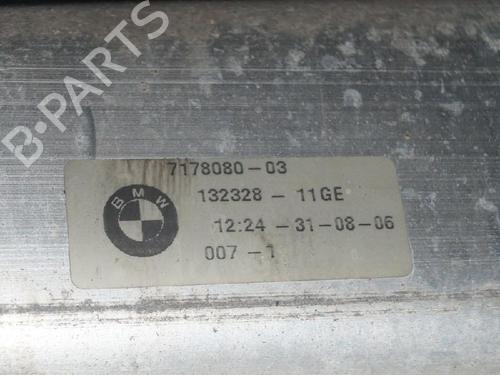 B-PARTS
7178080-03
BMW
132328 - 11GE
12:24 - 31-08-06
007 - 1